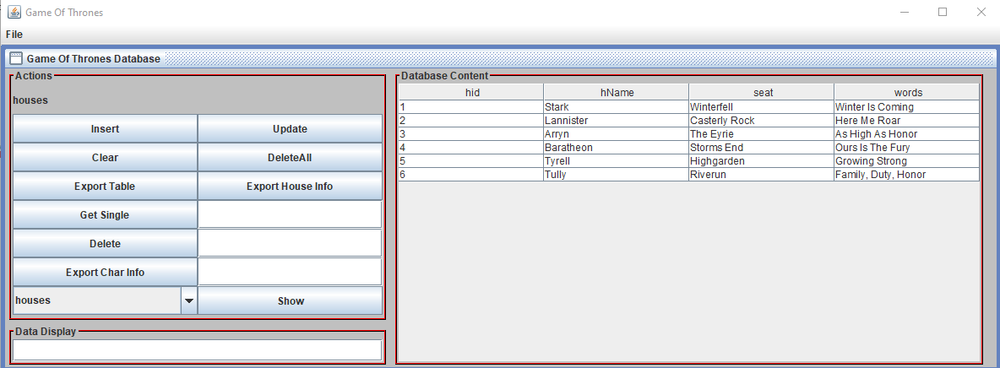 Game Of Thrones
File
Game Of Thrones Database
Actions
houses
Insert Update
Clear DeleteAll
Export Table Export House Info
Get Single
Delete
Export Char Info
houses Show
Data Display
Database Content
hid hName seat words
1 Stark Winterfell Winter Is Coming
2 Lannister Casterly Rock Here Me Roar
3 Arryn The Eyrie As High As Honor
4 Baratheon Storms End Ours Is The Fury
5 Tyrell Highgarden Growing Strong
6 Tully Riverun Family, Duty, Honor